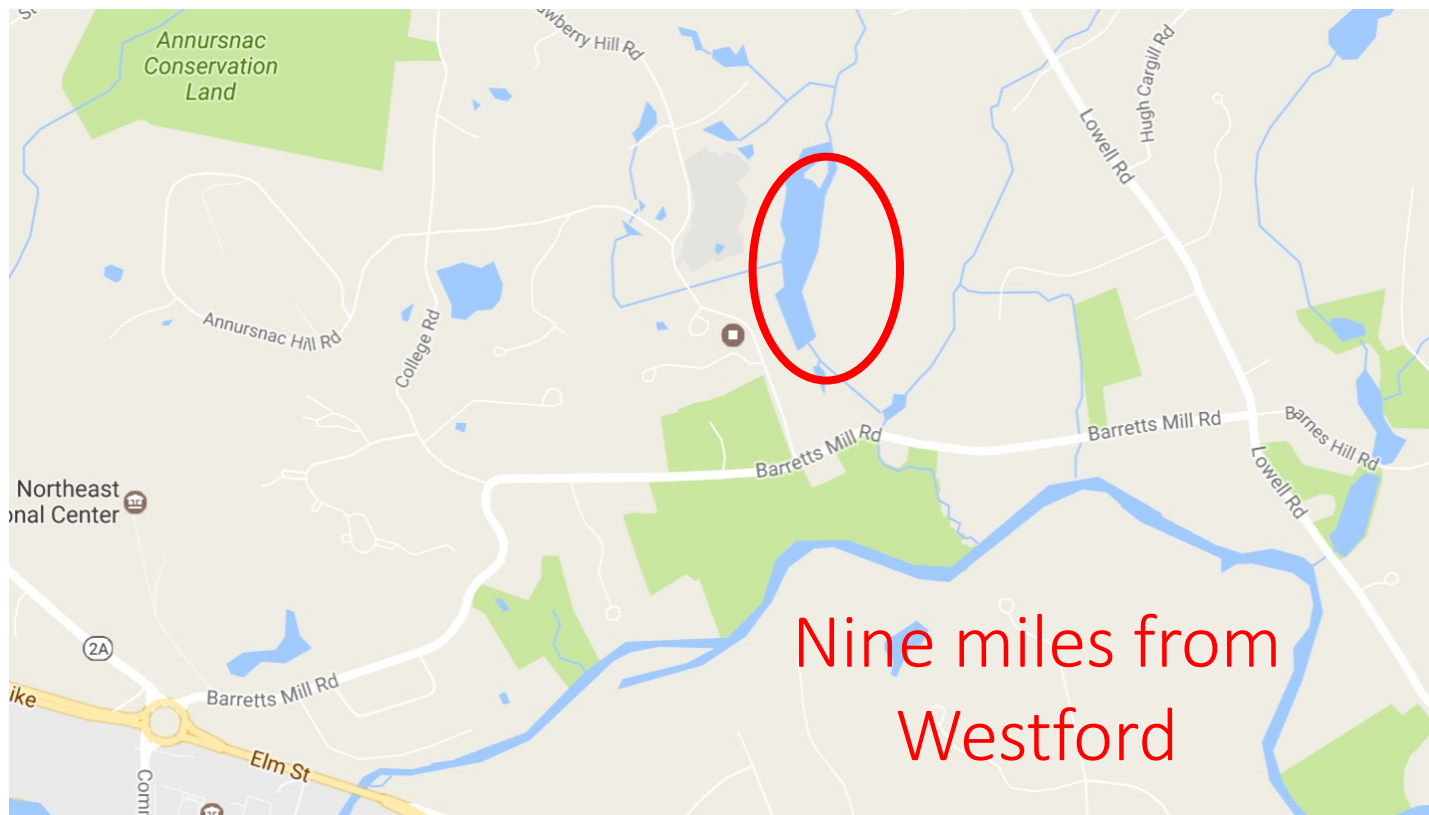 Annursnac
Conservation
Land
wberry Hill Rd
Hugh Cargill Rd
Lowell Rd
Annursnac Hill Rd
College Rd
Barretts Mill Rd
Barretts Mill Rd
Barnes Hill Rd
Lowell Rd
Northeast
onal Center
2A
Barretts Mill Rd
ike
Elm St
Comr
Nine miles from
Westford